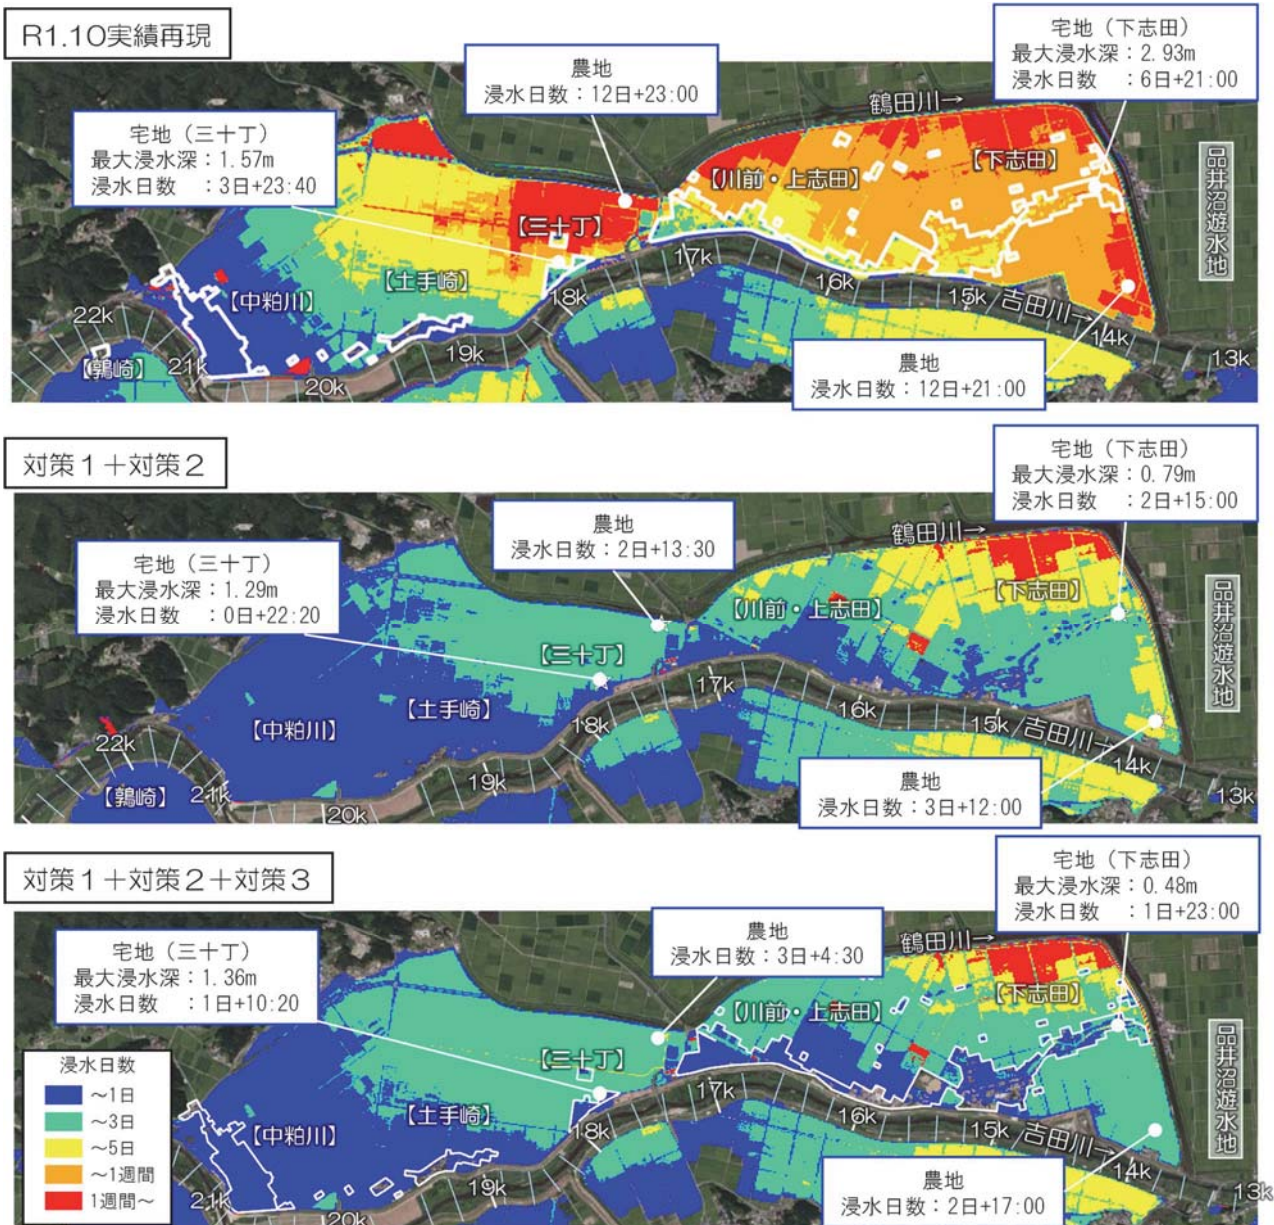 R1.10実績再現
宅地（下志田）
最大浸水深：2.93m
浸水日数　：6日+21:00
農地
浸水日数：12日+23:00
宅地（三十丁）
最大浸水深：1.57m
浸水日数　：3日+23:40
鶴田川→
【下志田】
【川前・上志田】
品井沼遊水地
【三十丁】
【土手崎】
【中粕川】
【鶉崎】
22k
21k
20k
19k
18k
17k
16k
15k
吉田川→
14k
13k
農地
浸水日数：12日+21:00
対策1＋対策2
宅地（下志田）
最大浸水深：0.79m
浸水日数　：2日+15:00
農地
浸水日数：2日+13:30
宅地（三十丁）
最大浸水深：1.29m
浸水日数　：0日+22:20
鶴田川→
【下志田】
【川前・上志田】
品井沼遊水地
【三十丁】
【土手崎】
【中粕川】
【鶉崎】
22k
21k
20k
19k
18k
17k
16k
15k
吉田川→
14k
13k
農地
浸水日数：3日+12:00
対策1＋対策2＋対策3
宅地（下志田）
最大浸水深：0.48m
浸水日数　：1日+23:00
農地
浸水日数：3日+4:30
宅地（三十丁）
最大浸水深：1.36m
浸水日数　：1日+10:20
鶴田川→
【下志田】
【川前・上志田】
品井沼遊水地
【三十丁】
【土手崎】
【中粕川】
21k
20k
19k
18k
17k
16k
15k
吉田川→
14k
13k
農地
浸水日数：2日+17:00
浸水日数
～1日
～3日
～5日
～1週間
1週間～